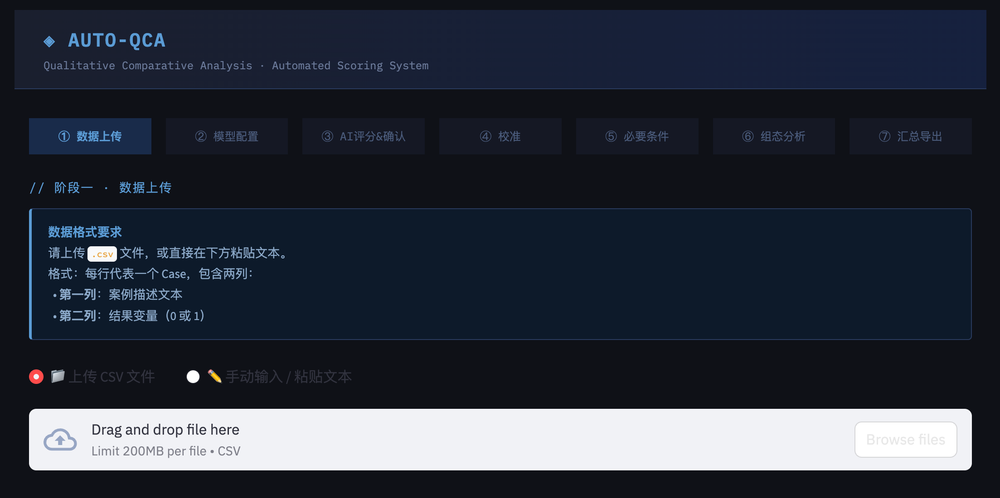 ◈ AUTO-QCA
Qualitative Comparative Analysis · Automated Scoring System
① 数据上传
② 模型配置
③ AI评分&确认
④ 校准
⑤ 必要条件
⑥ 组态分析
⑦ 汇总导出
// 阶段一 · 数据上传
数据格式要求
请上传 .csv 文件，或直接在下方粘贴文本。
格式：每行代表一个 Case，包含两列：
• 第一列：案例描述文本
• 第二列：结果变量（0 或 1）
📁 上传 CSV 文件
✏️ 手动输入 / 粘贴文本
Drag and drop file here
Limit 200MB per file • CSV
Browse files